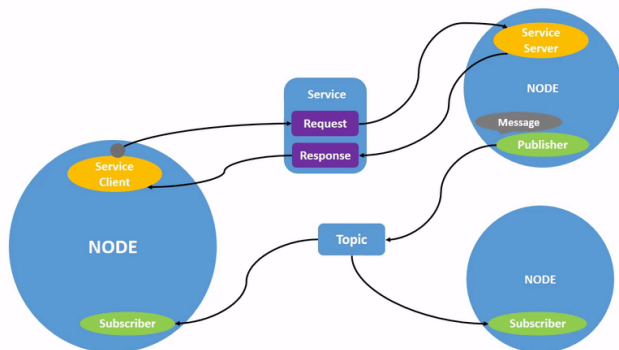 Service
Server
NODE
Message
Publisher
Service
Request
Response
Service
Client
NODE
Subscriber
Topic
NODE
Subscriber